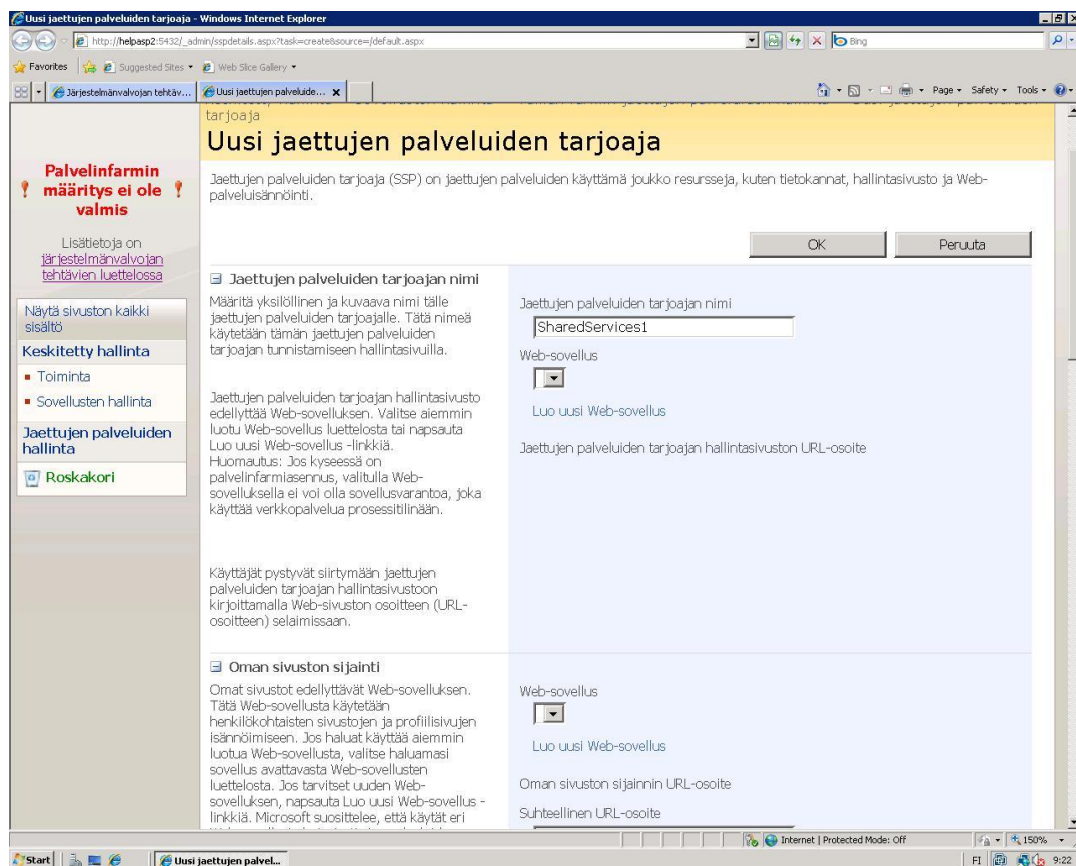 Uusi jaettujen palveluiden tarjoaja - Windows Internet Explorer
http://helpasp2:5432/_admin/sspdetails.aspx?task=create&source=/default.aspx
Bing
Favorites
Suggested Sites
Web Slice Gallery
Järjestelmänvalvojan tehtäv...
Uusi jaettujen palveluide...
Page
Safety
Tools
tarjoaja
Uusi jaettujen palveluiden tarjoaja
Jaettujen palveluiden tarjoaja (SSP) on jaettujen palveluiden käyttämä joukko resursseja, kuten tietokannat, hallintasivusto ja Web-
palveluisännöinti.
OK
Peruuta
Palvelinfarmin
määritys ei ole
valmis
Lisätietoja on
järjestelmänvalvojan
tehtävien luettelossa
Näytä sivuston kaikki
sisältö
Keskitetty hallinta
Toiminta
Sovellusten hallinta
Jaettujen palveluiden
hallinta
Roskakori
Jaettujen palveluiden tarjoajan nimi
Määritä yksilöllinen ja kuvaava nimi tälle
jaettujen palveluiden tarjoajalle. Tätä nimeä
käytetään tämän jaettujen palveluiden
tarjoajan tunnistamiseen hallintasivuilla.
Jaettujen palveluiden tarjoajan hallintasivusto
edellyttää Web-sovelluksen. Valitse aiemmin
luotu Web-sovellus luettelosta tai napsauta
Luo uusi Web-sovellus -linkkiä.
Huomautus: Jos kyseessä on
palvelinfarmiasennus, valitulla Web-
sovelluksella ei voi olla sovellusvarantoa, joka
käyttää verkkopalvelua prosessitilinään.
Käyttäjät pystyvät siirtymään jaettujen
palveluiden tarjoajan hallintasivustoon
kirjoittamalla Web-sivuston osoitteen (URL-
osoitteen) selaimissaan.
Jaettujen palveluiden tarjoajan nimi
SharedServices1
Web-sovellus
Luo uusi Web-sovellus
Jaettujen palveluiden tarjoajan hallintasivuston URL-osoite
Oman sivuston sijainti
Omat sivustot edellyttävät Web-sovelluksen.
Tätä Web-sovellusta käytetään
henkilökohtaisten sivustojen ja profiilisivujen
isännöimiseen. Jos haluat käyttää aiemmin
luotua Web-sovellusta, valitse haluamasi
sovellus avattavasta Web-sovellusten
luettelosta. Jos tarvitset uuden Web-
sovelluksen, napsauta Luo uusi Web-sovellus -
linkkiä. Microsoft suosittelee, että käytät eri
Web-sovellus
Luo uusi Web-sovellus
Oman sivuston sijainnin URL-osoite
Suhteellinen URL-osoite
Internet | Protected Mode: Off
150%
Start
Uusi jaettujen palvel...
FI
9:22